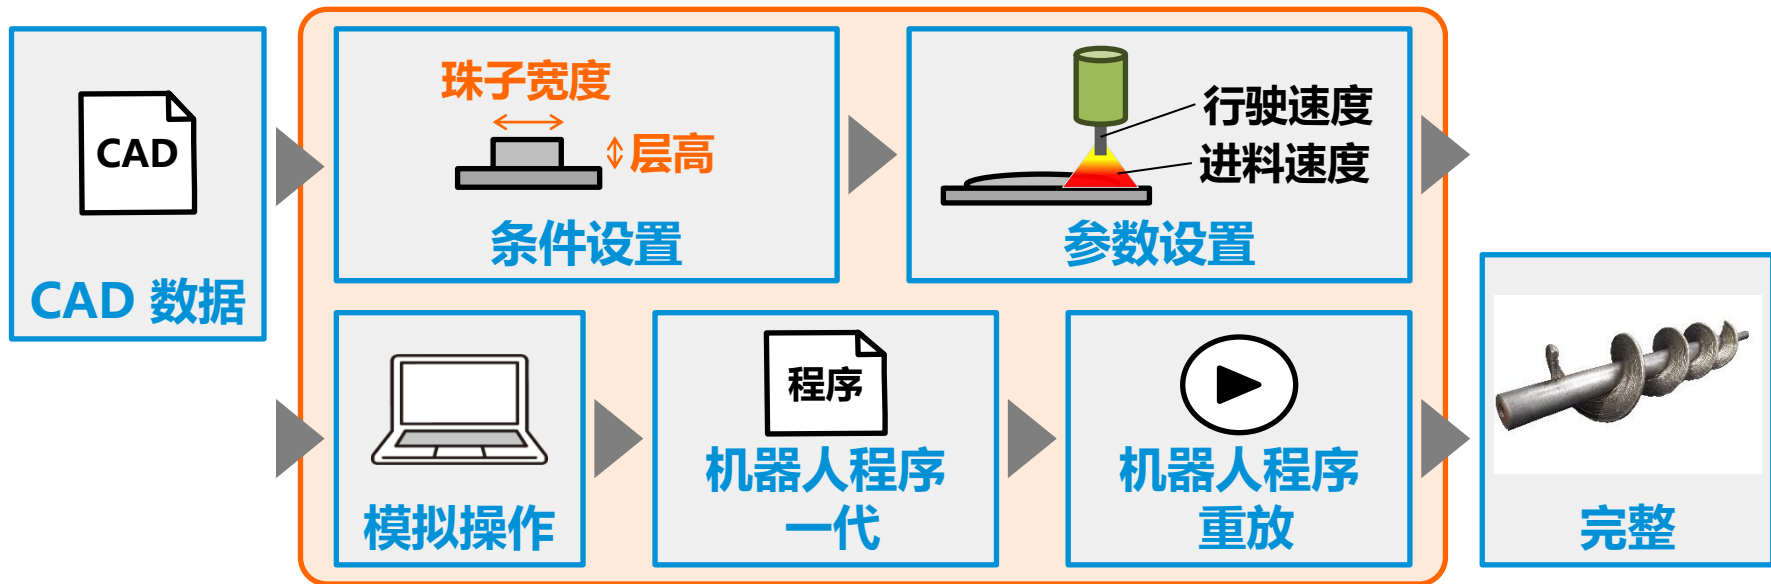 CAD
CAD 数据
珠子宽度
层高
条件设置
行驶速度
进料速度
参数设置
模拟操作
程序
机器人程序
一代
机器人程序
重放
完整